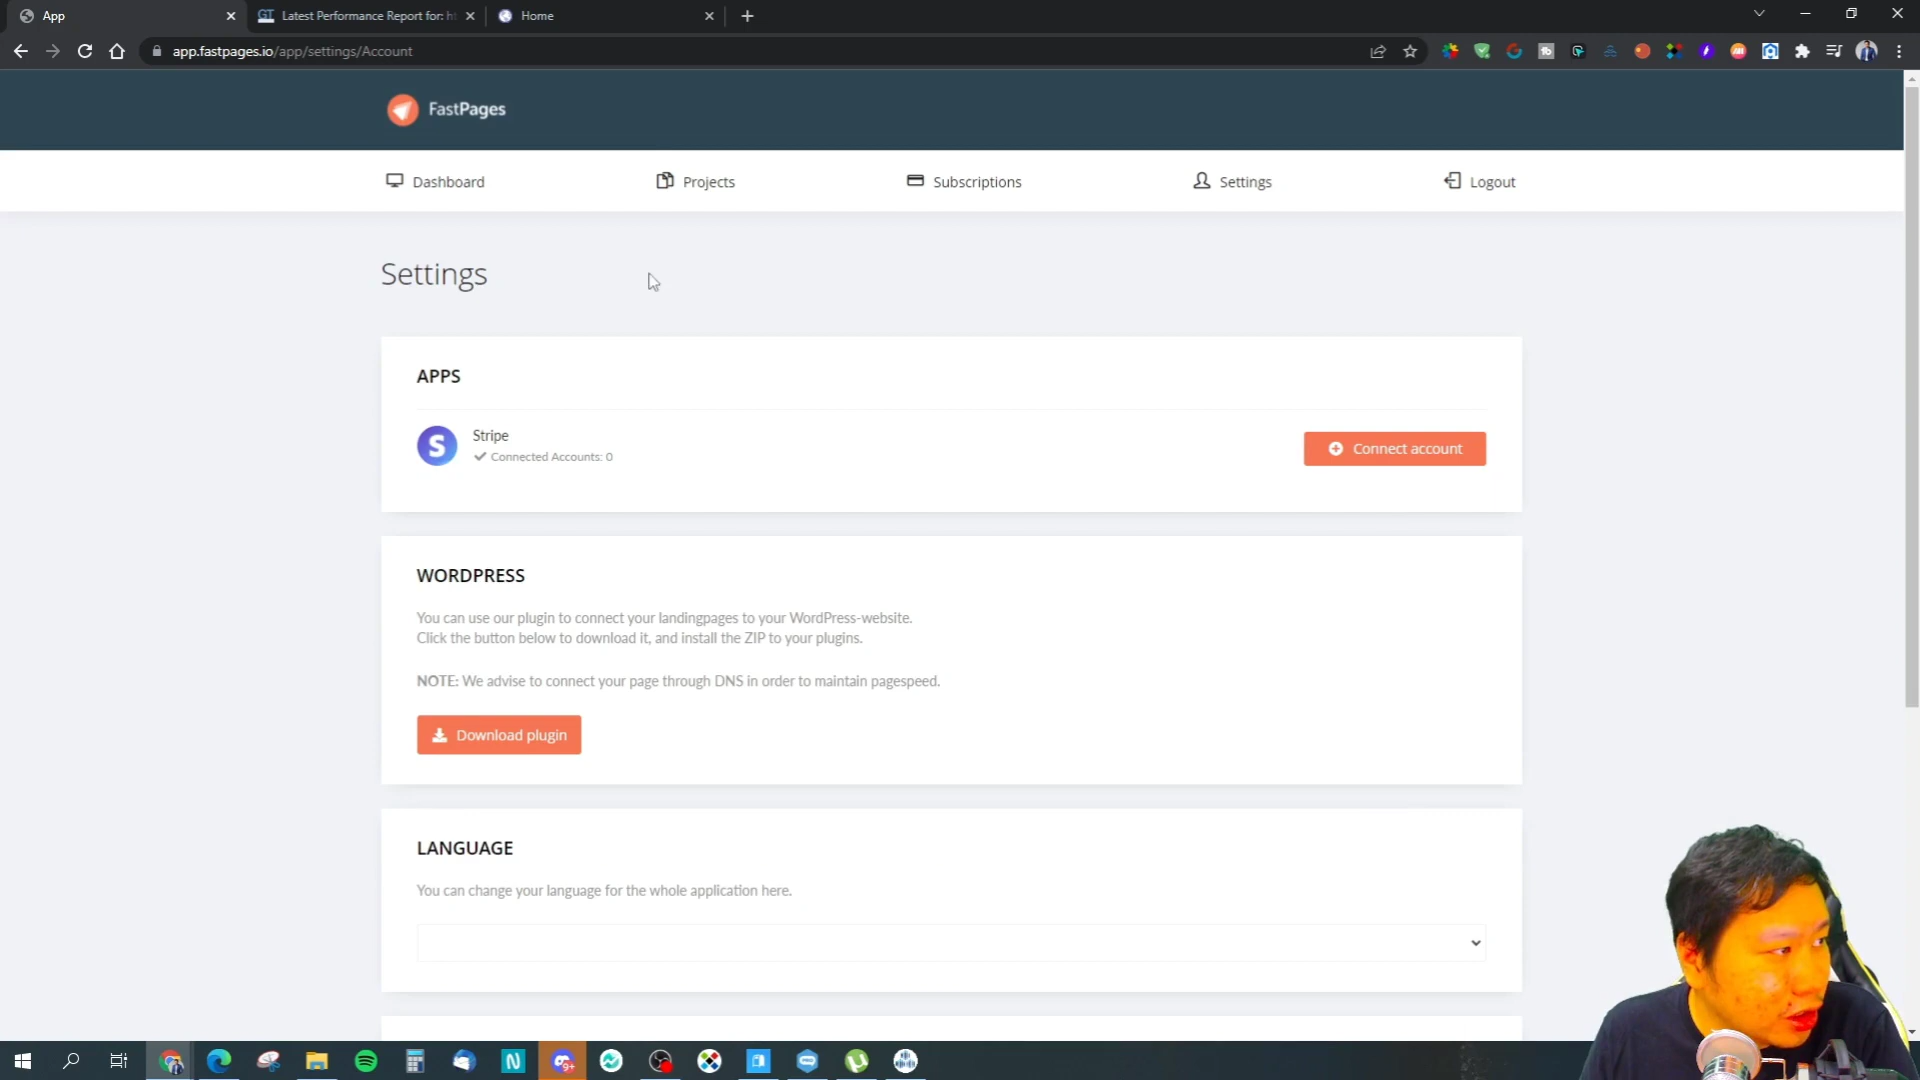 App
Latest Performance Report for: ht
Home
app.fastpages.io/app/settings/Account
FastPages
Dashboard
Projects
Subscriptions
Settings
Logout
Settings
APPS
S
Stripe
Connected Accounts: 0
Connect account
WORDPRESS
You can use our plugin to connect your landingpages to your WordPress-website.
Click the button below to download it, and install the ZIP to your plugins.
NOTE: We advise to connect your page through DNS in order to maintain pagespeed.
Download plugin
LANGUAGE
You can change your language for the whole application here.